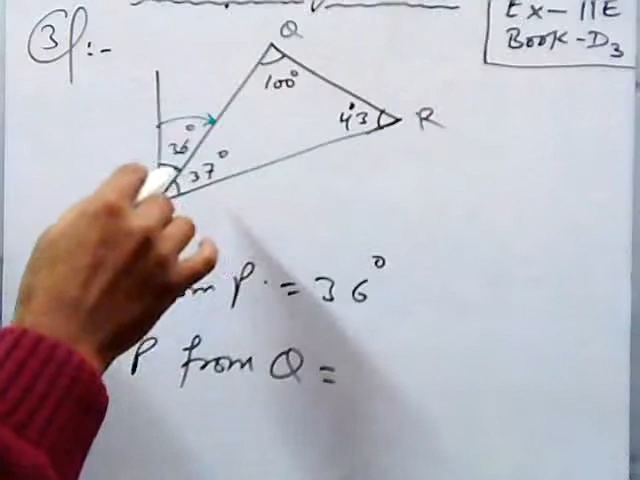 Ex-11E
Book-D3
3):-
Q
100°
43°
R
36°
37°
P = 36°
P from Q =